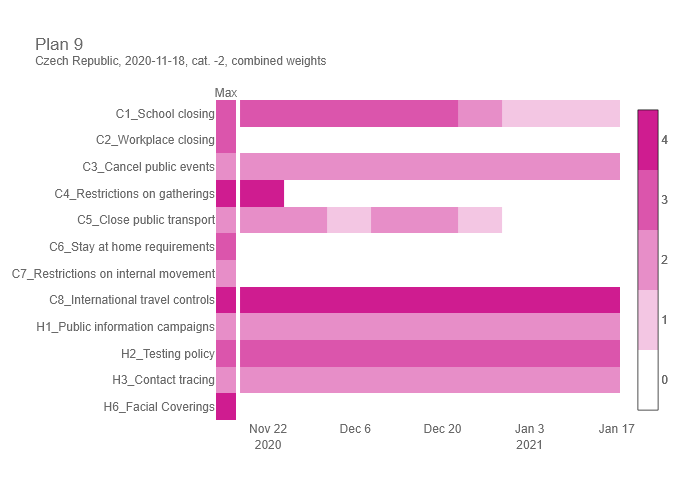 Plan 9
Czech Republic, 2020-11-18, cat. -2, combined weights
Max
C1_School closing
C2_Workplace closing
C3_Cancel public events
C4_Restrictions on gatherings
C5_Close public transport
C6_Stay at home requirements
C7_Restrictions on internal movement
C8_International travel controls
H1_Public information campaigns
H2_Testing policy
H3_Contact tracing
H6_Facial Coverings
4
3
2
1
0
Nov 22 Dec 6 Dec 20 Jan 3 Jan 17
2020 2021